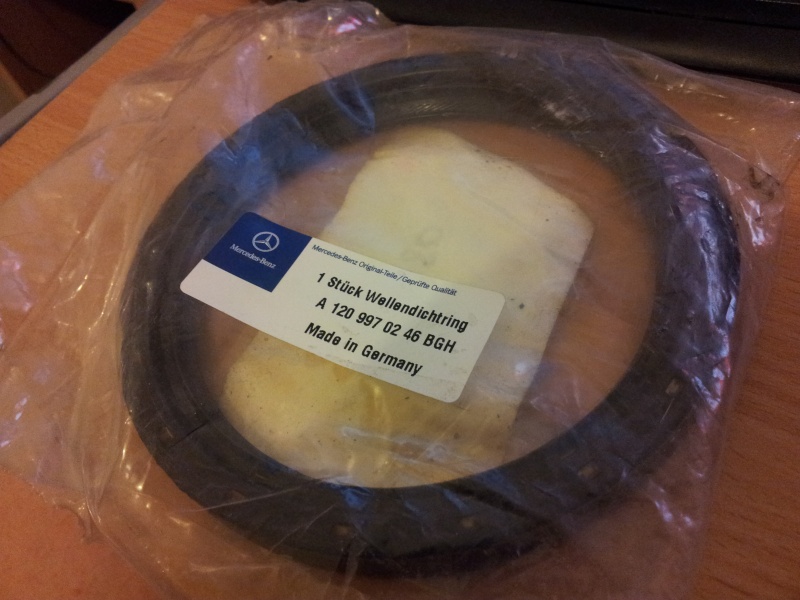 Mercedes-Benz
Mercedes-Benz Original-Teile / Geprüfte Qualität
1 Stück Wellendichtring
A 120 997 02 46 BGH
Made in Germany